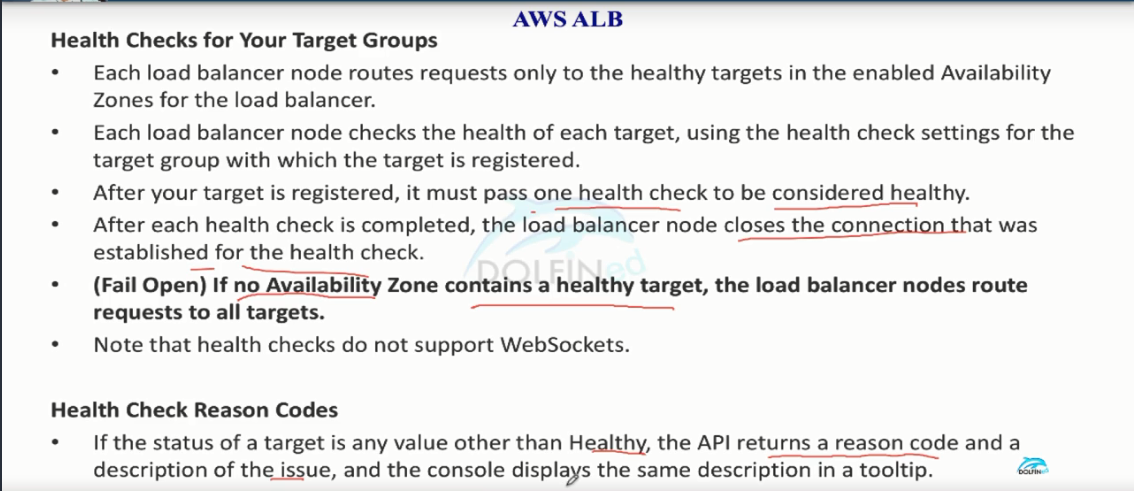 AWS ALB
Health Checks for Your Target Groups
• Each load balancer node routes requests only to the healthy targets in the enabled Availability
Zones for the load balancer.
• Each load balancer node checks the health of each target, using the health check settings for the
target group with which the target is registered.
• After your target is registered, it must pass one health check to be considered healthy.
• After each health check is completed, the load balancer node closes the connection that was
established for the health check.
DOLFINed
• (Fail Open) If no Availability Zone contains a healthy target, the load balancer nodes route
requests to all targets.
• Note that health checks do not support WebSockets.
Health Check Reason Codes
• If the status of a target is any value other than Healthy, the API returns a reason code and a
description of the issue, and the console displays the same description in a tooltip.
DOLFINed